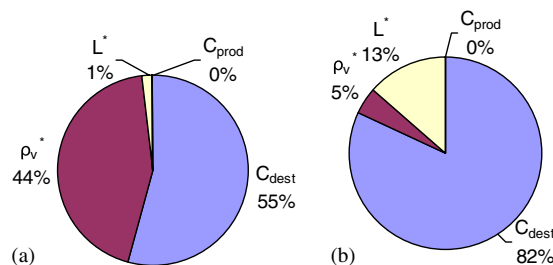 L*
1%
C_prod
0%
ρ_v*
44%
C_dest
55%
(a)
L*
13%
C_prod
0%
ρ_v*
5%
C_dest
82%
(b)